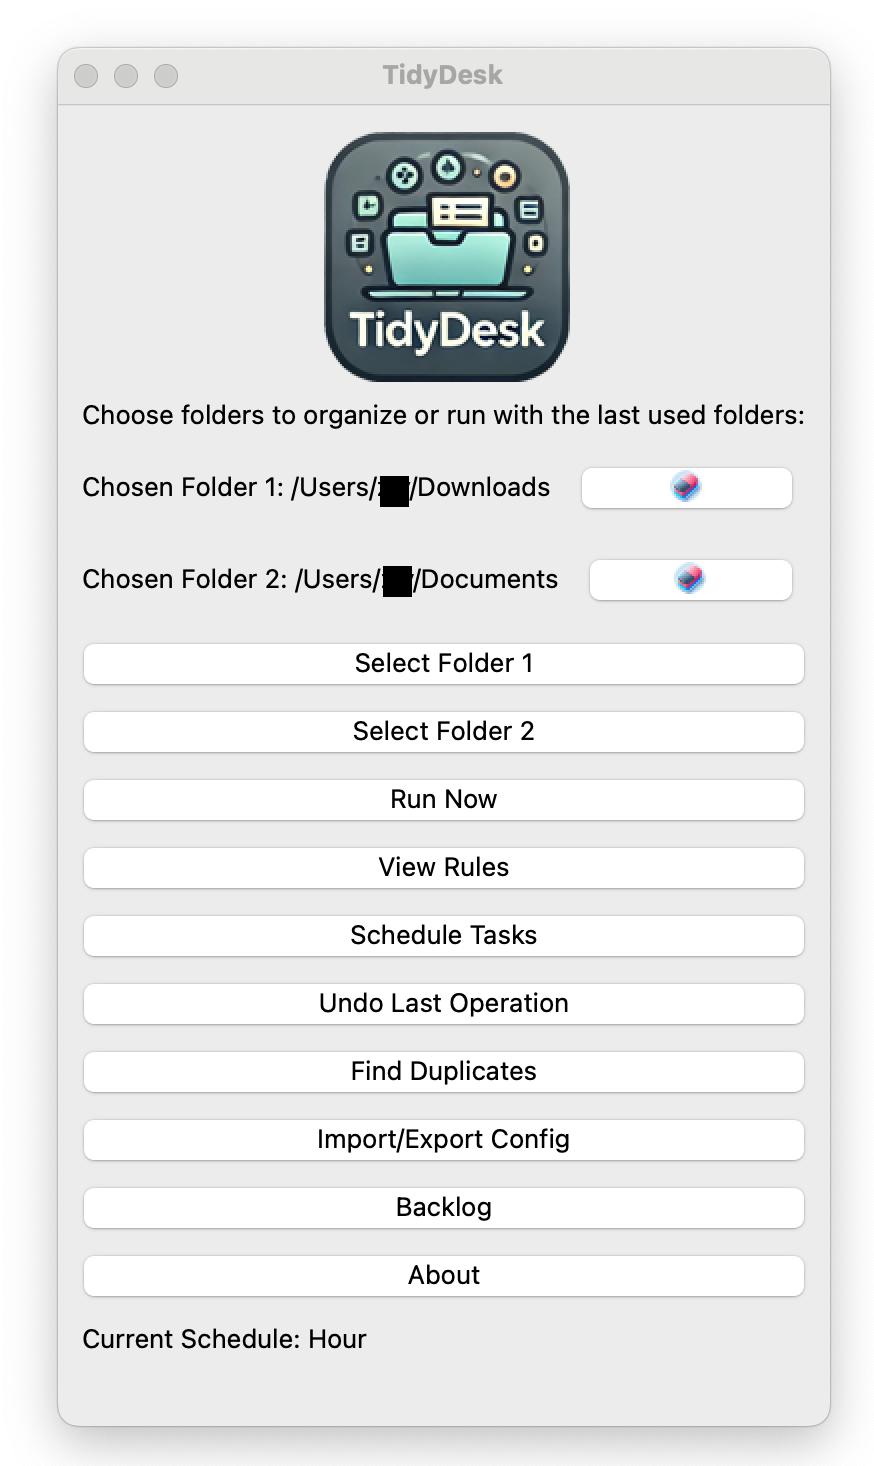 TidyDesk
TidyDesk
Choose folders to organize or run with the last used folders:
Chosen Folder 1: /Users/ /Downloads
Chosen Folder 2: /Users/ /Documents
Select Folder 1
Select Folder 2
Run Now
View Rules
Schedule Tasks
Undo Last Operation
Find Duplicates
Import/Export Config
Backlog
About
Current Schedule: Hour